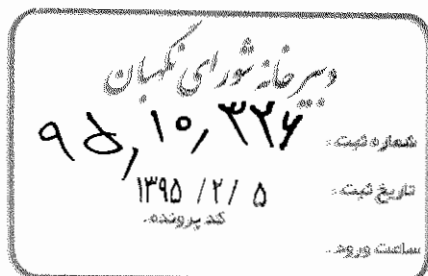 دبیرخانه شورای نگهبان
شماره ثبت: ۹۵/۱۰/۳۲۶
تاریخ ثبت: ۱۳۹۵/۲/۵
کد پرونده:
ساعت ورود: